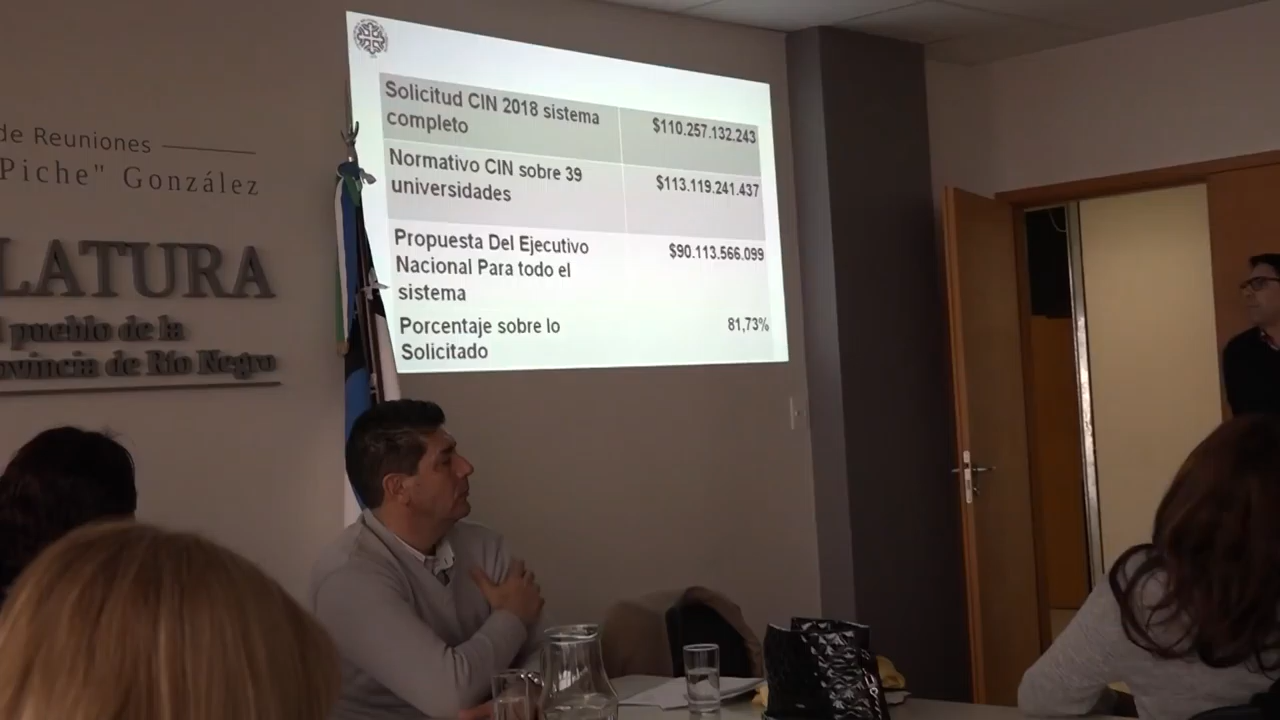 de Reuniones
Piche" González
LATURA
pueblo de la
ovincia de Río Negro
Solicitud CIN 2018 sistema
completo
$110.257.132.243
Normativo CIN sobre 39
universidades
$113.119.241.437
Propuesta Del Ejecutivo
Nacional Para todo el
sistema
$90.113.566.099
Porcentaje sobre lo
Solicitado
81,73%